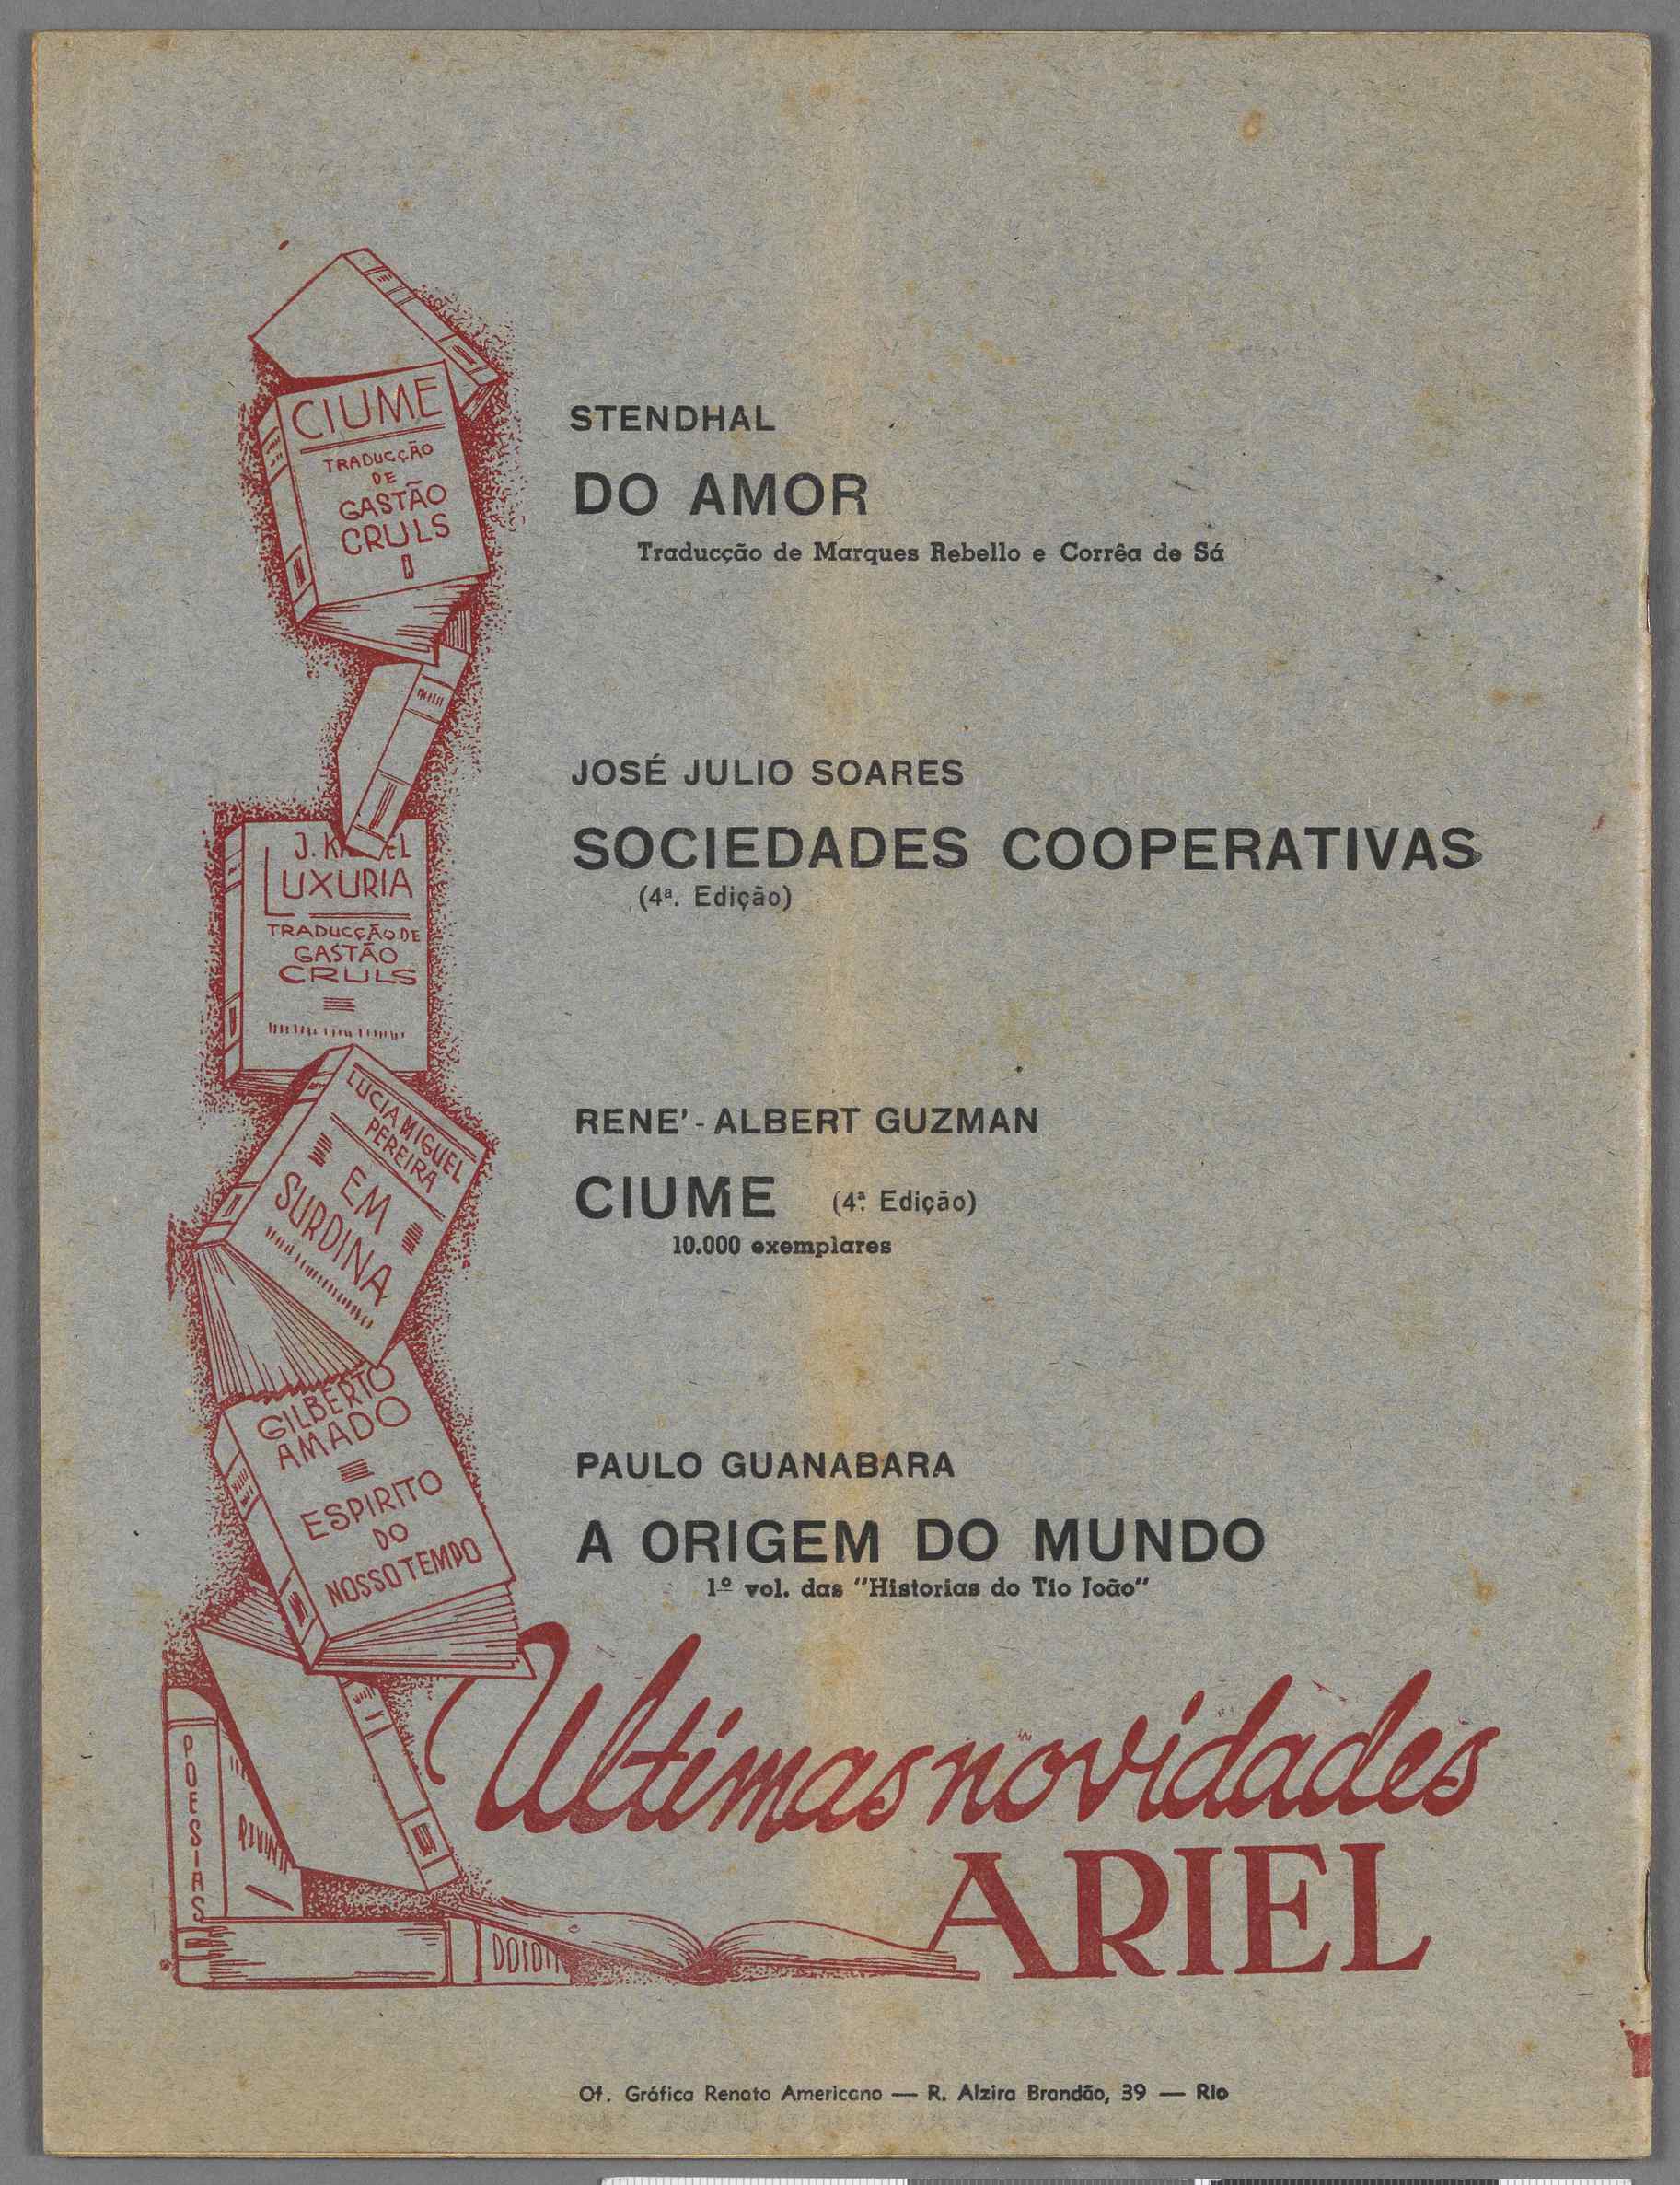 STENDHAL
DO AMOR
Traducção de Marques Rebello e Corrêa de Sá
JOSÉ JULIO SOARES
SOCIEDADES COOPERATIVAS
(4ª. Edição)
RENE'-ALBERT GUZMAN
CIUME (4ª. Edição)
10.000 exemplares
PAULO GUANABARA
A ORIGEM DO MUNDO
1º vol. das "Historias do Tio João"
Ultimas novidades
ARIEL
CIUME
TRADUCÇÃO
DE
GASTÃO
CRULS
J.
LUXURIA
TRADUCÇÃO DE
GASTÃO
CRULS
LUCIA MIGUEL
PEREIRA
EM
SURDINA
GILBERTO
AMADO
ESPIRITO
DO
NOSSO TEMPO
POESIAS
Of. Gráfica Renato Americano — R. Alzira Brandão, 39 — Rio